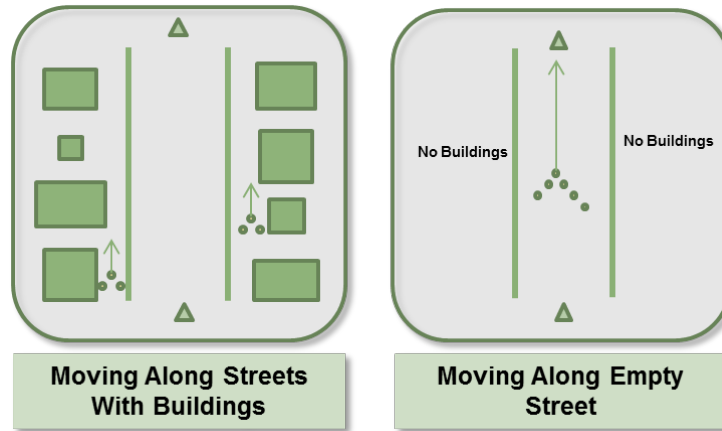 No Buildings
No Buildings
Moving Along Streets
With Buildings
Moving Along Empty
Street